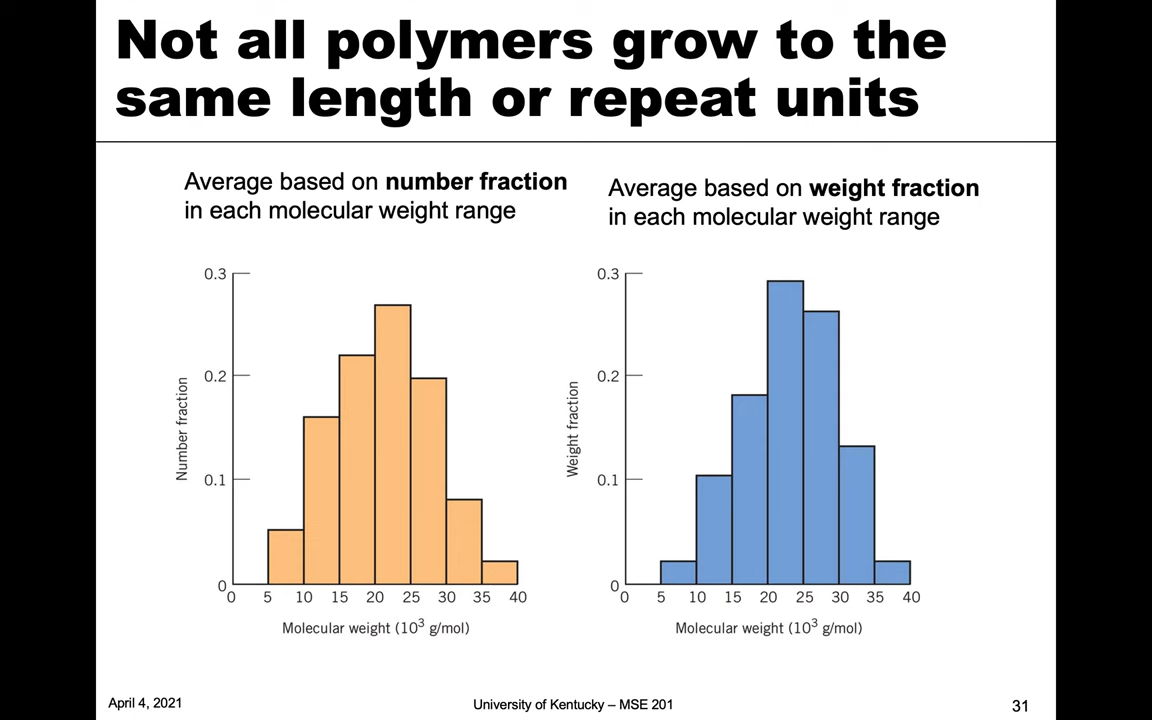 Not all polymers grow to the
same length or repeat units
Average based on number fraction
in each molecular weight range
Average based on weight fraction
in each molecular weight range
0.3
0.2
0.1
0
Number fraction
0 5 10 15 20 25 30 35 40
Molecular weight (10³ g/mol)
0.3
0.2
0.1
0
Weight fraction
0 5 10 15 20 25 30 35 40
Molecular weight (10³ g/mol)
April 4, 2021
University of Kentucky – MSE 201
31